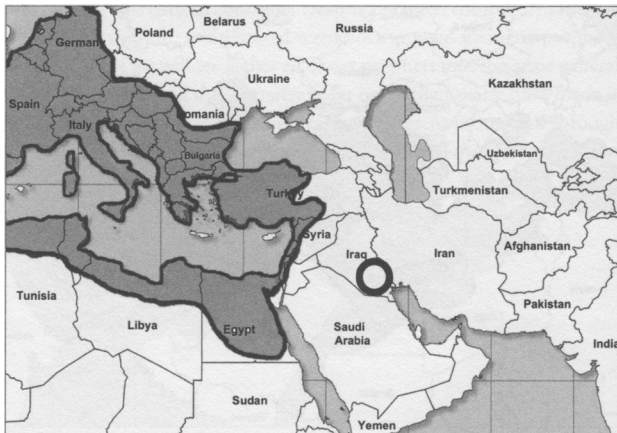 Belarus
Russia
Poland
Germany
Ukraine
Kazakhstan
Spain
omania
Italy
Uzbekistan
Bulgaria
Turkmenistan
Turkey
Syria
Iraq
Iran
Afghanistan
Tunisia
Pakistan
Libya
Egypt
Saudi
Arabia
India
Sudan
Yemen